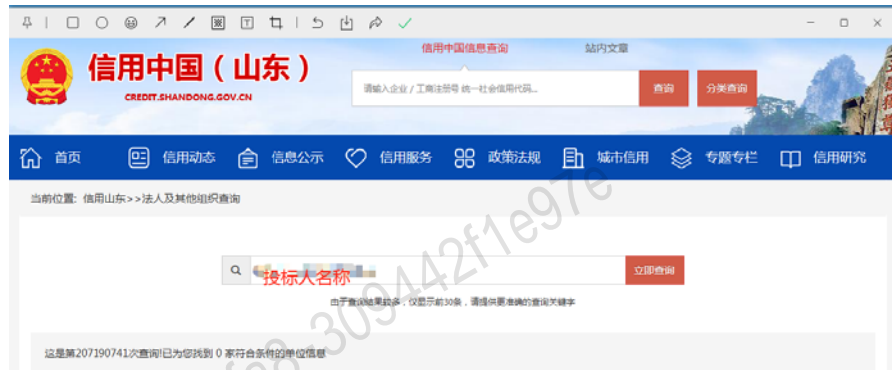 信用中国信息查询 站内文章
信用中国（山东）
CREDIT.SHANDONG.GOV.CN
请输入企业 / 工商注册号 统一社会信用代码...
查询
分类查询
首页 信用动态 信息公示 信用服务 政策法规 城市信用 专题专栏 信用研究
当前位置: 信用山东>>法人及其他组织查询
投标人名称
立即查询
由于查询结果较多，仅显示前30条，请提供更准确的查询关键字
这是第207190741次查询!已为您找到 0 家符合条件的单位信息
309442f1e97e